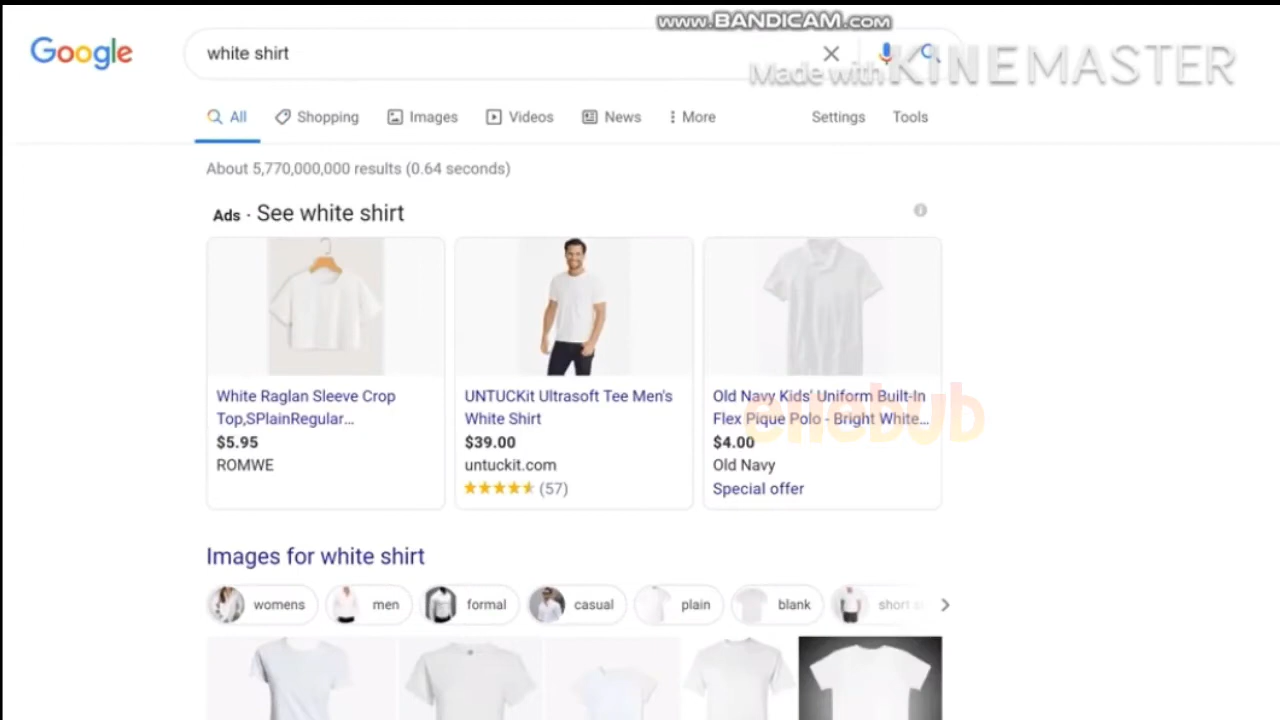 www.BANDICAM.com
Google
white shirt
Made with KINEMASTER
All Shopping Images Videos News More Settings Tools
About 5,770,000,000 results (0.64 seconds)
Ads · See white shirt
White Raglan Sleeve Crop
Top,SPlainRegular...
$5.95
ROMWE
UNTUCKit Ultrasoft Tee Men's
White Shirt
$39.00
untuckit.com
(57)
Old Navy Kids' Uniform Built-In
Flex Pique Polo - Bright White...
$4.00
Old Navy
Special offer
Images for white shirt
womens men formal casual plain blank short